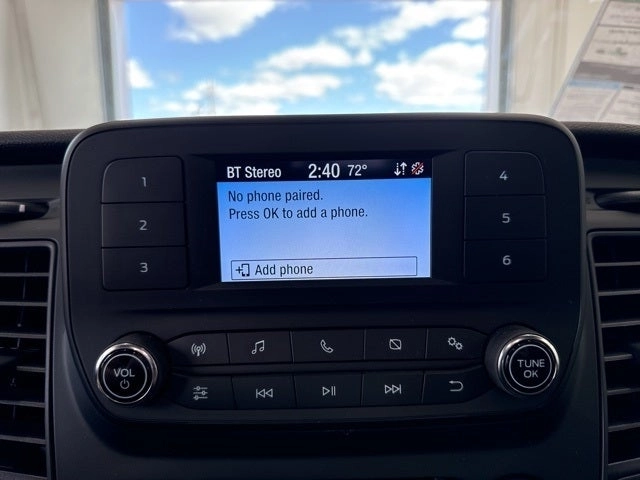 BT Stereo 2:40 72°
No phone paired.
Press OK to add a phone.
Add phone
1
2
3
4
5
6
VOL
TUNE
OK